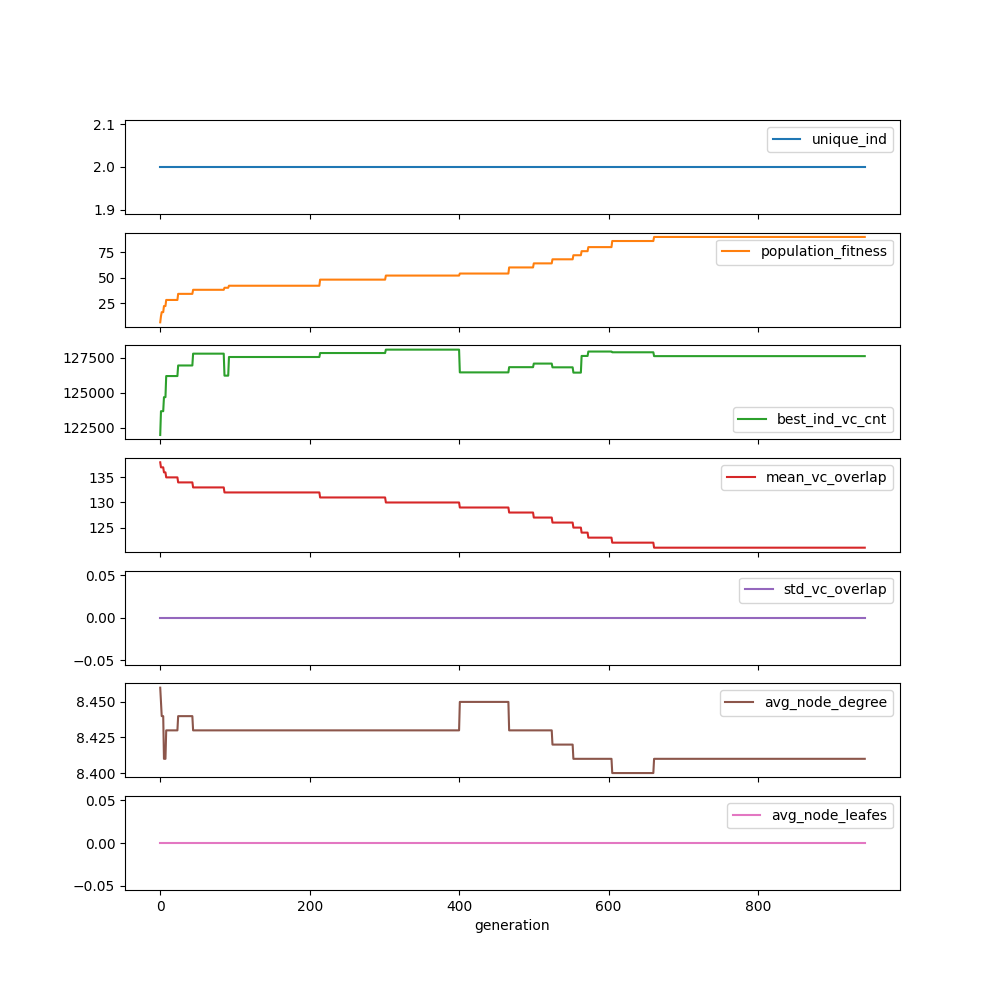 2.1
2.0
1.9
unique_ind
75
50
25
population_fitness
127500
125000
122500
best_ind_vc_cnt
135
130
125
mean_vc_overlap
0.05
0.00
−0.05
std_vc_overlap
8.450
8.425
8.400
avg_node_degree
0.05
0.00
−0.05
avg_node_leafes
0 200 400 600 800
generation